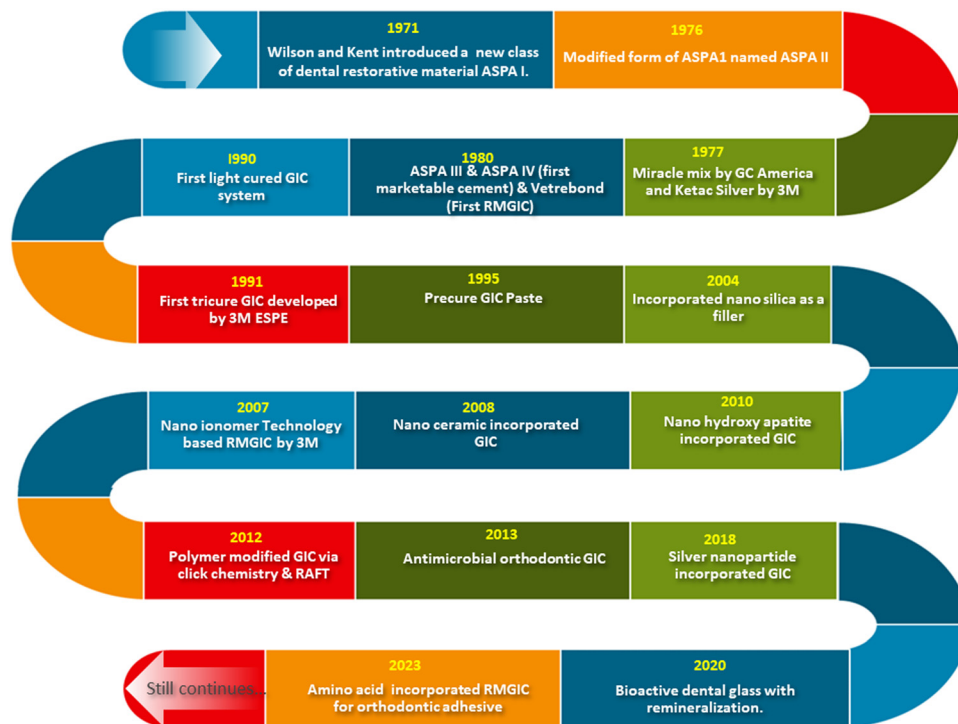 1971
Wilson and Kent introduced a new class
of dental restorative material ASPA I.
1976
Modified form of ASPA1 named ASPA II
I990
First light cured GIC
system
1980
ASPA III & ASPA IV (first
marketable cement) & Vetrebond
(First RMGIC)
1977
Miracle mix by GC America
and Ketac Silver by 3M
1991
First tricure GIC developed
by 3M ESPE
1995
Precure GIC Paste
2004
Incorporated nano silica as a
filler
2007
Nano ionomer Technology
based RMGIC by 3M
2008
Nano ceramic incorporated
GIC
2010
Nano hydroxy apatite
incorporated GIC
2012
Polymer modified GIC via
click chemistry & RAFT
2013
Antimicrobial orthodontic GIC
2018
Silver nanopartide
incorporated GIC
Still continues...
2023
Amino acid incorporated RMGIC
for orthodontic adhesive
2020
Bioactive dental glass with
remineralization.